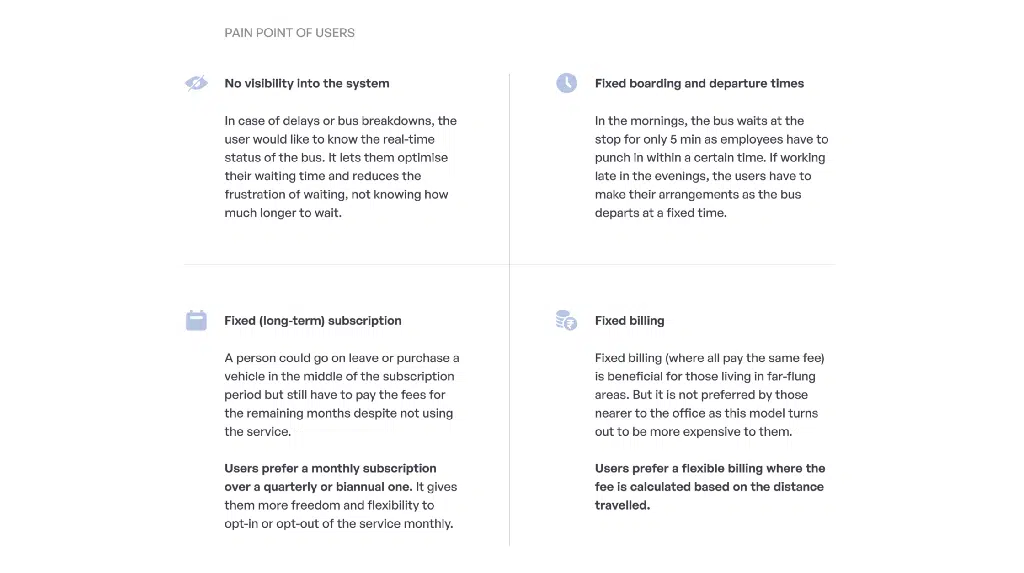 PAIN POINT OF USERS
No visibility into the system
In case of delays or bus breakdowns, the
user would like to know the real-time
status of the bus. It lets them optimise
their waiting time and reduces the
frustration of waiting, not knowing how
much longer to wait.
Fixed boarding and departure times
In the mornings, the bus waits at the
stop for only 5 min as employees have to
punch in within a certain time. If working
late in the evenings, the users have to
make their arrangements as the bus
departs at a fixed time.
Fixed (long-term) subscription
A person could go on leave or purchase a
vehicle in the middle of the subscription
period but still have to pay the fees for
the remaining months despite not using
the service.
Users prefer a monthly subscription
over a quarterly or biannual one. It gives
them more freedom and flexibility to
opt-in or opt-out of the service monthly.
₹
Fixed billing
Fixed billing (where all pay the same fee)
is beneficial for those living in far-flung
areas. But it is not preferred by those
nearer to the office as this model turns
out to be more expensive to them.
Users prefer a flexible billing where the
fee is calculated based on the distance
travelled.